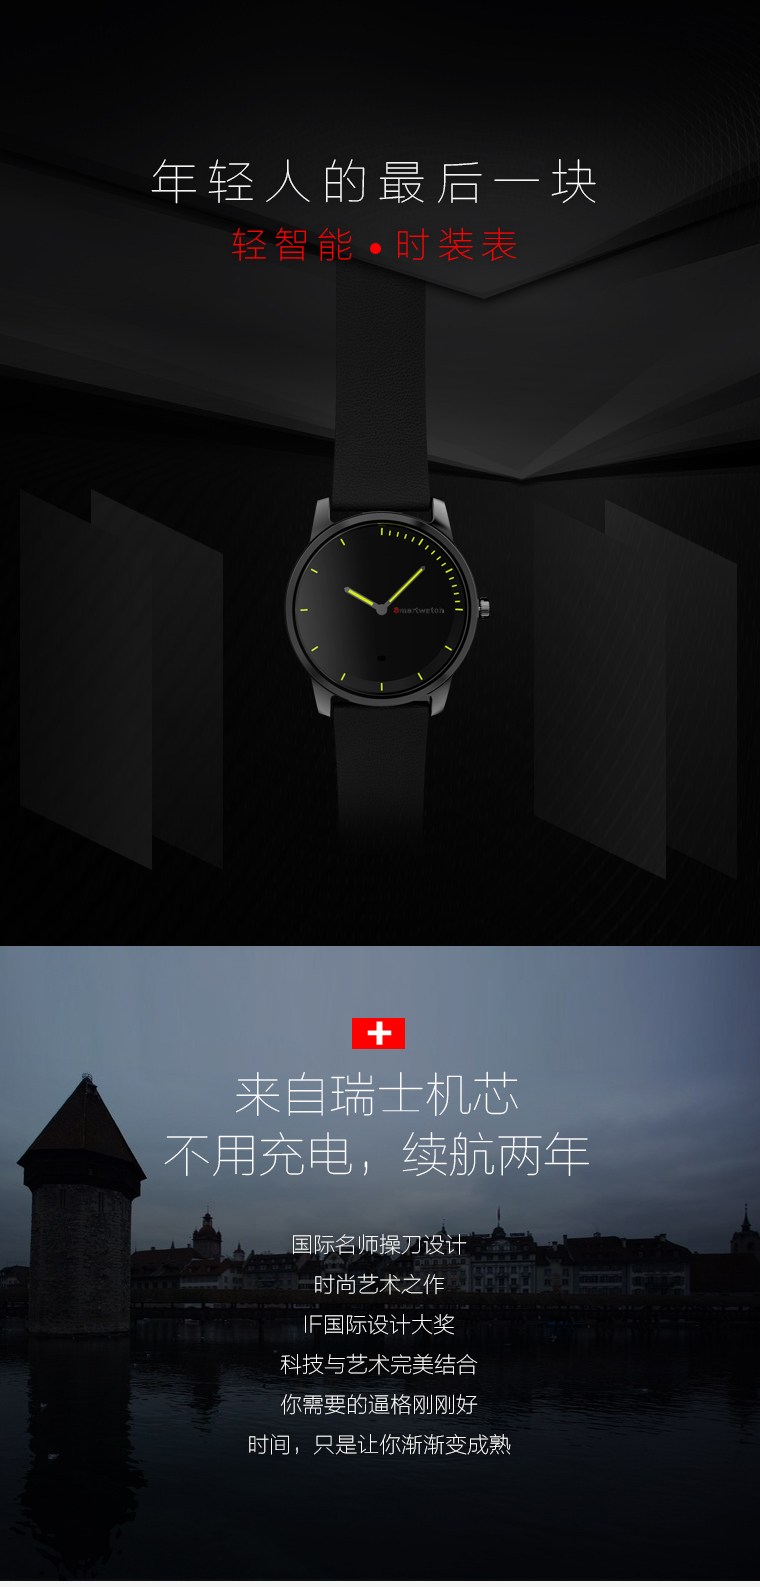 年轻人的最后一块
轻智能●时装表
Smartwatch
来自瑞士机芯
不用充电，续航两年
国际名师操刀设计
时尚艺术之作
IF国际设计大奖
科技与艺术完美结合
你需要的逼格刚刚好
时间，只是让你渐渐变成熟